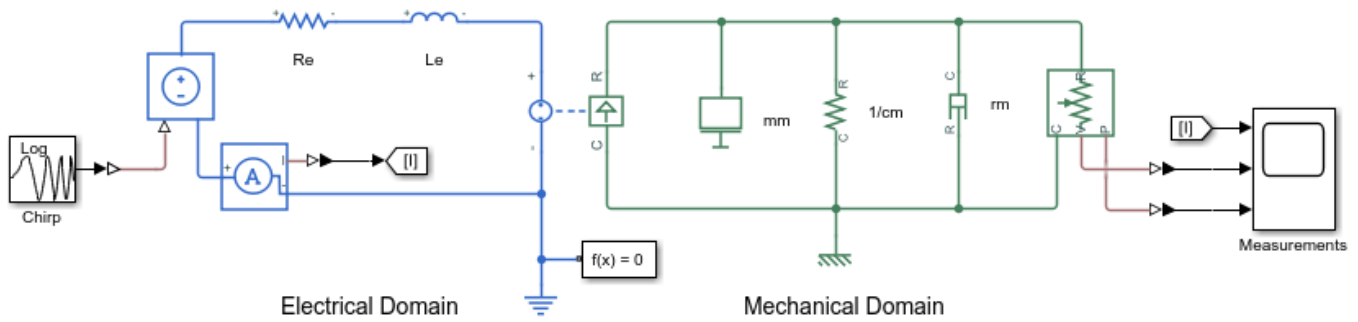 Re
Le
mm
1/cm
rm
R
C
R
C
C
R
R
C
V
P
+
-
+
-
+
-
+
-
+
-
A
I
[I]
[I]
Log
Chirp
f(x) = 0
Measurements
Electrical Domain
Mechanical Domain